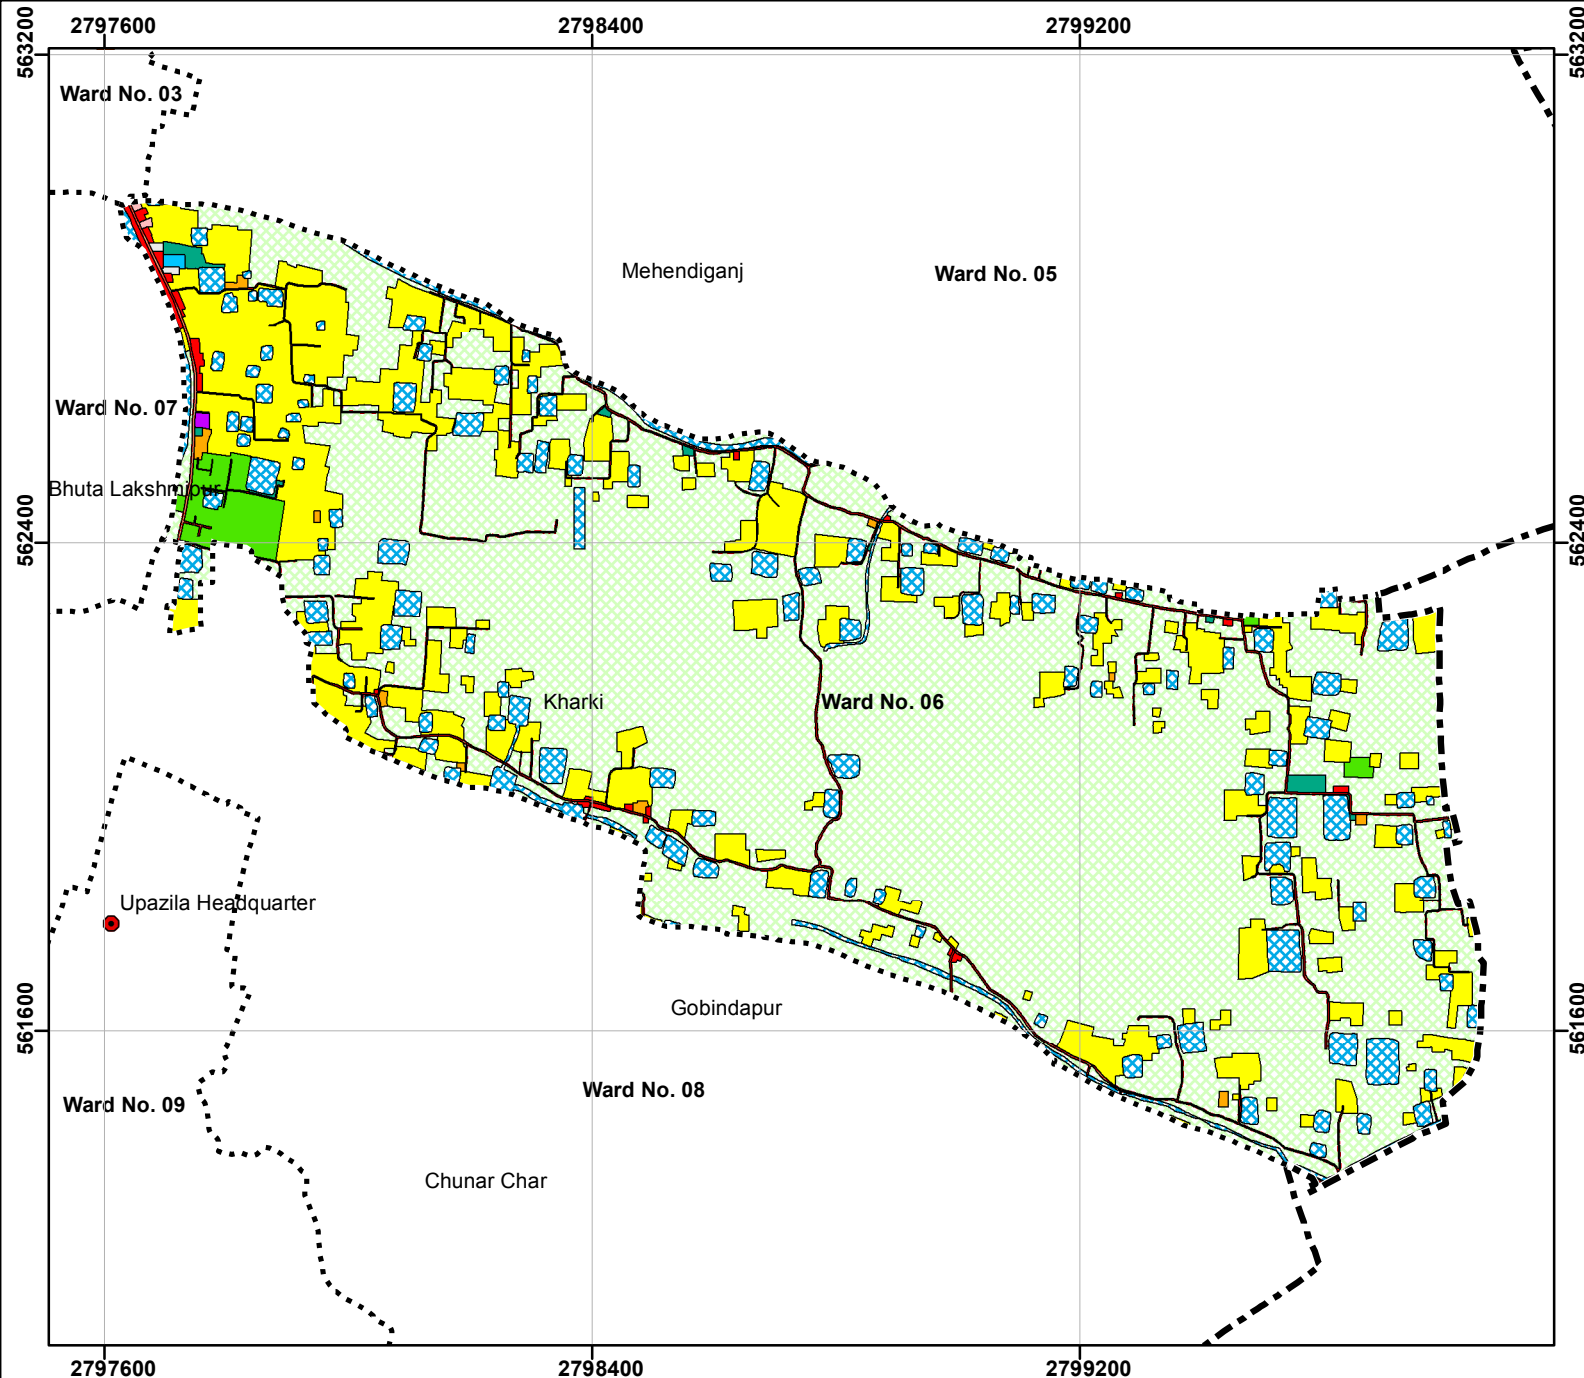 2797600 2798400 2799200
563200 563200
Ward No. 03
Mehendiganj
Ward No. 05
Ward No. 07
Bhuta Lakshmipur
562400 562400
Kharki
Ward No. 06
Upazila Headquarter
Gobindapur
561600 561600
Ward No. 08
Ward No. 09
Chunar Char
2797600 2798400 2799200